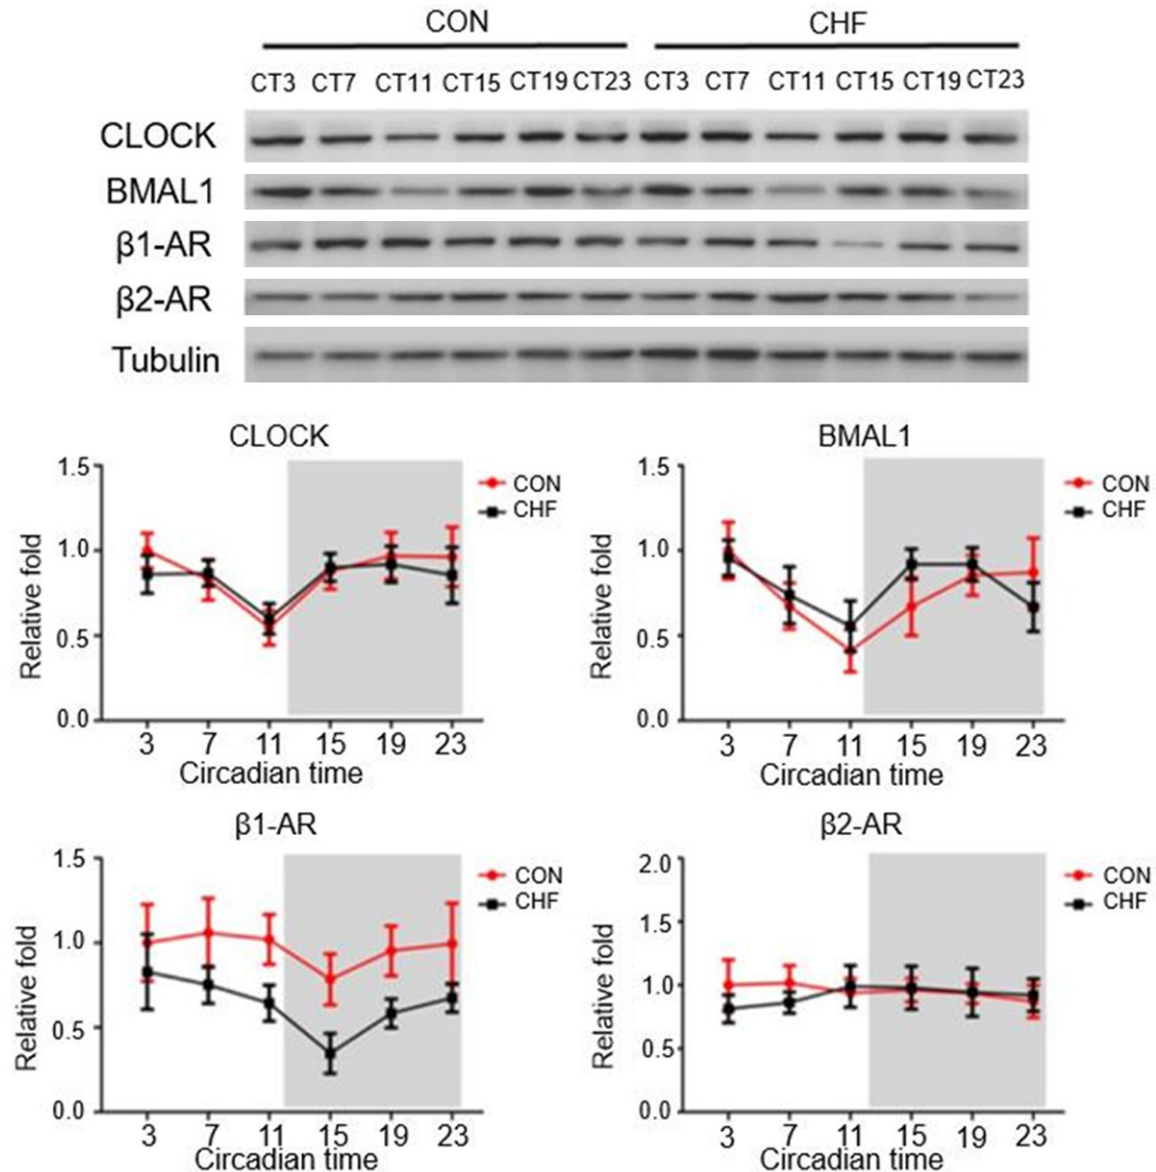 CON CHF
CT3 CT7 CT11 CT15 CT19 CT23 CT3 CT7 CT11 CT15 CT19 CT23
CLOCK
BMAL1
β1-AR
β2-AR
Tubulin
CLOCK
1.5
1.0
0.5
0.0
Relative fold
3 7 11 15 19 23
Circadian time
CON
CHF
BMAL1
1.5
1.0
0.5
0.0
Relative fold
3 7 11 15 19 23
Circadian time
CON
CHF
β1-AR
1.5
1.0
0.5
0.0
Relative fold
3 7 11 15 19 23
Circadian time
CON
CHF
β2-AR
2.0
1.5
1.0
0.5
0.0
Relative fold
3 7 11 15 19 23
Circadian time
CON
CHF